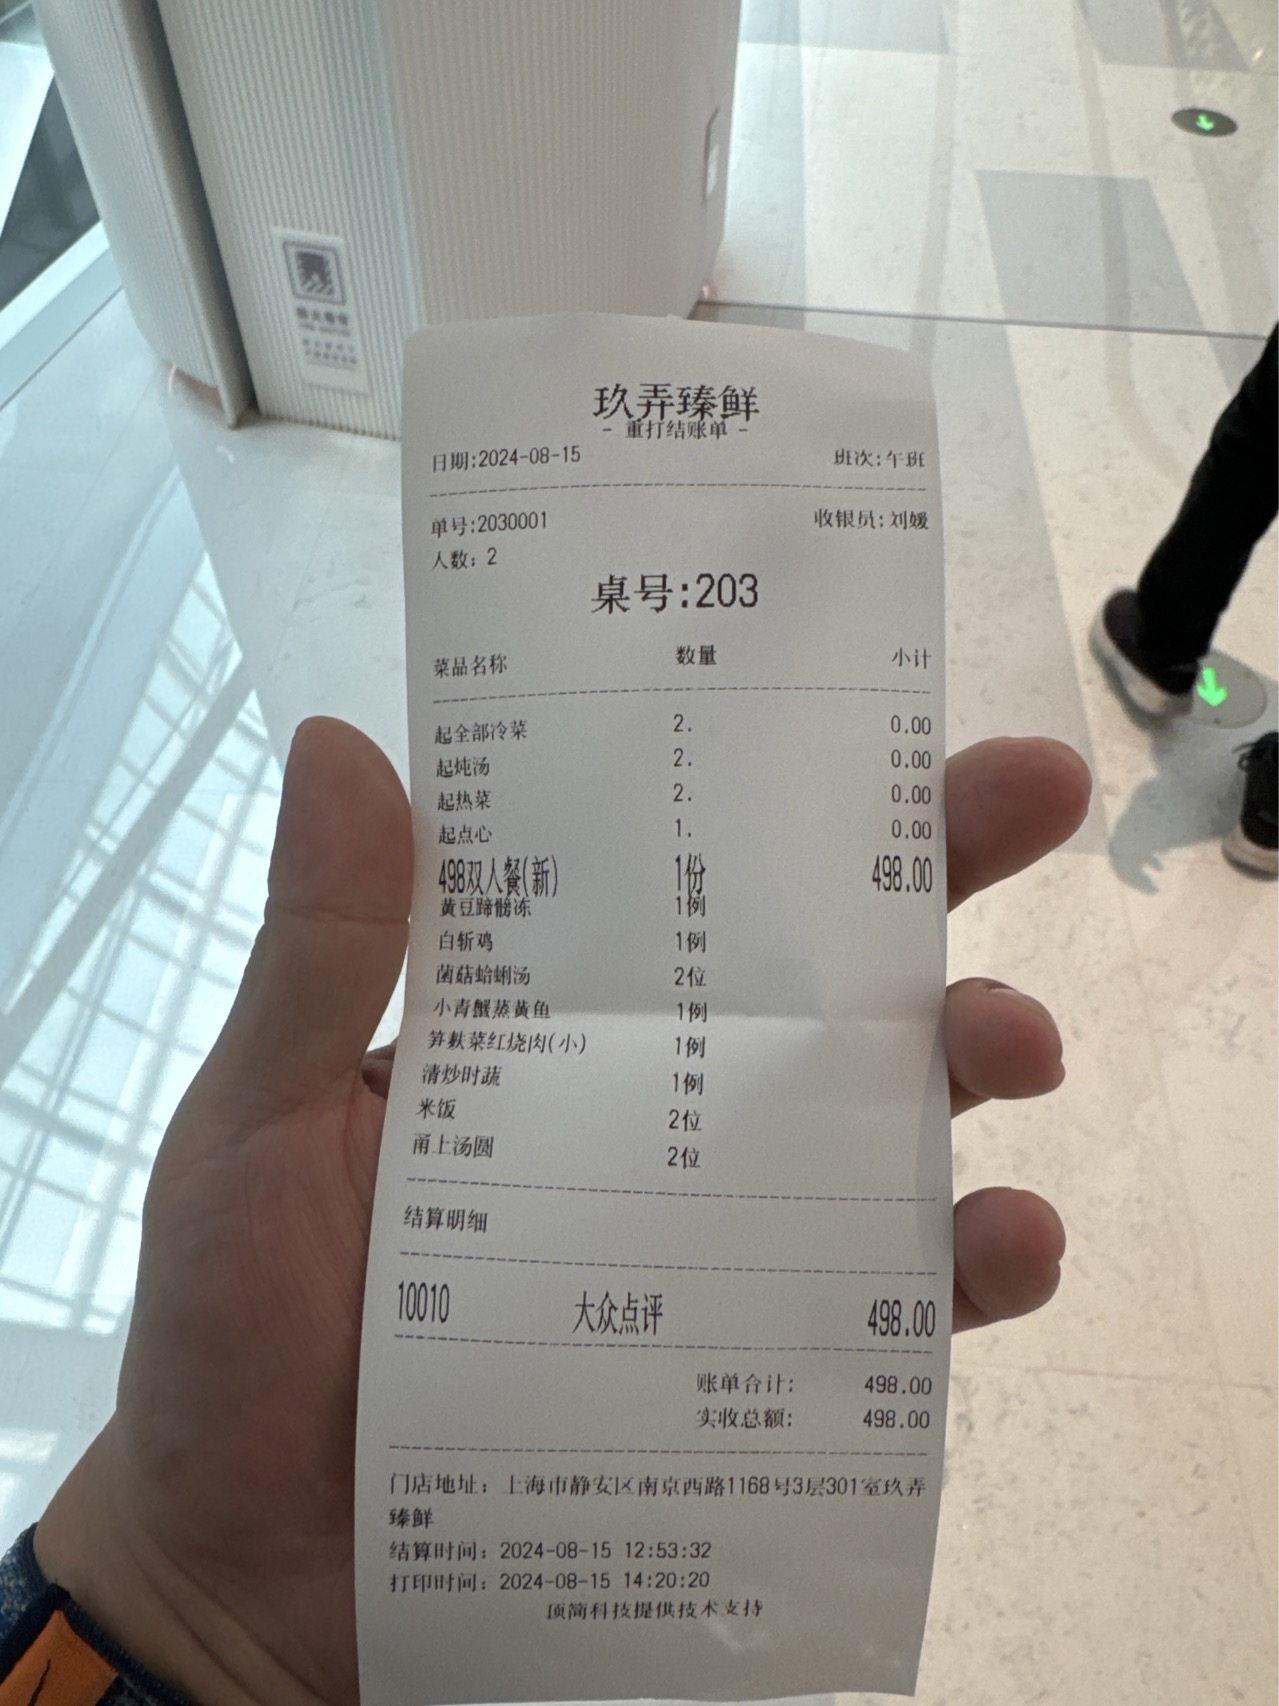 玖弄臻鲜
- 重打结账单 -
日期:2024-08-15 班次:午班
单号:2030001 收银员:刘媛
人数: 2
桌号:203
菜品名称 数量 小计
起全部冷菜 2. 0.00
起炖汤 2. 0.00
起热菜 2. 0.00
起点心 1. 0.00
498双人餐(新) 1份 498.00
黄豆蹄髈冻 1例
白斩鸡 1例
菌菇蛤蜊汤 2位
小青蟹蒸黄鱼 1例
笋麸菜红烧肉(小) 1例
清炒时蔬 1例
米饭 2位
甬上汤圆 2位
结算明细
10010 大众点评 498.00
账单合计: 498.00
实收总额: 498.00
门店地址: 上海市静安区南京西路1168号3层301室玖弄
臻鲜
结算时间: 2024-08-15 12:53:32
打印时间: 2024-08-15 14:20:20
顶简科技提供技术支持